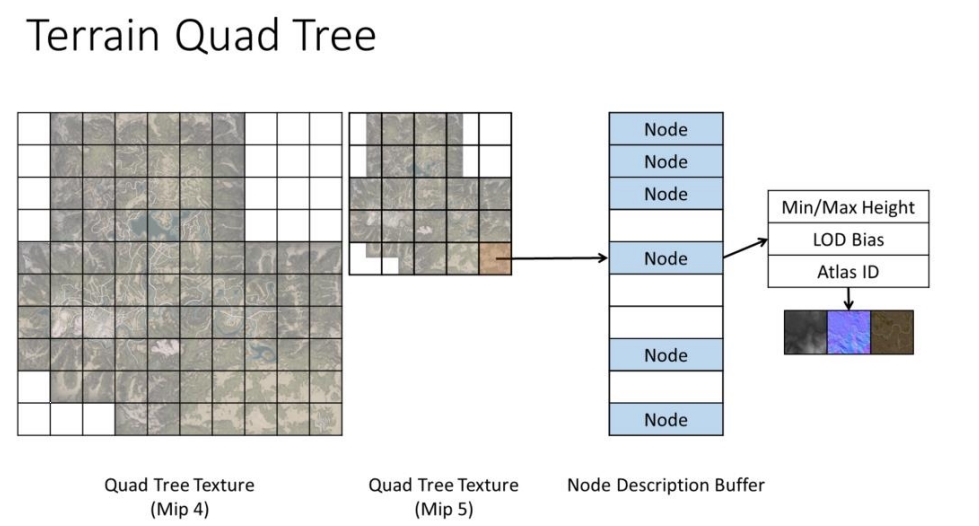 Terrain Quad Tree
Node
Node
Node
Node
Node
Node
Min/Max Height
LOD Bias
Atlas ID
Quad Tree Texture
(Mip 4)
Quad Tree Texture
(Mip 5)
Node Description Buffer